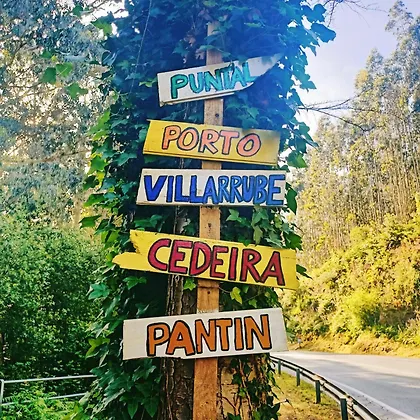 PUNTAL
PORTO
VILLARRUBE
CEDEIRA
PANTIN